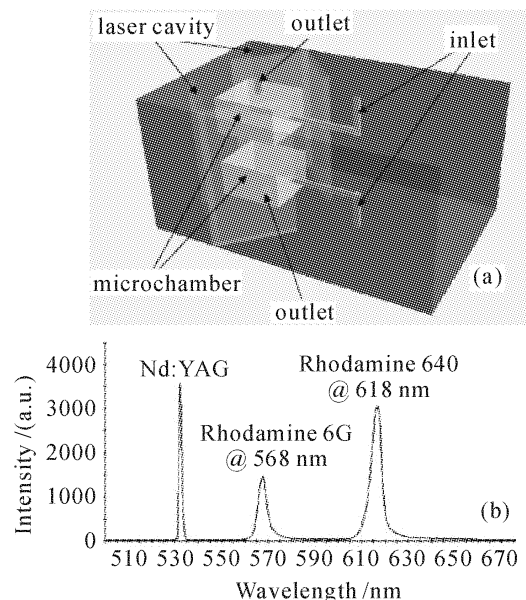 laser cavity
outlet
inlet
microchamber
outlet
(a)
Intensity /(a.u.)
4000
3000
2000
1000
0
Nd:YAG
Rhodamine 6G
@ 568 nm
Rhodamine 640
@ 618 nm
(b)
510 530 550 570 590 610 630 650 670
Wavelength /nm